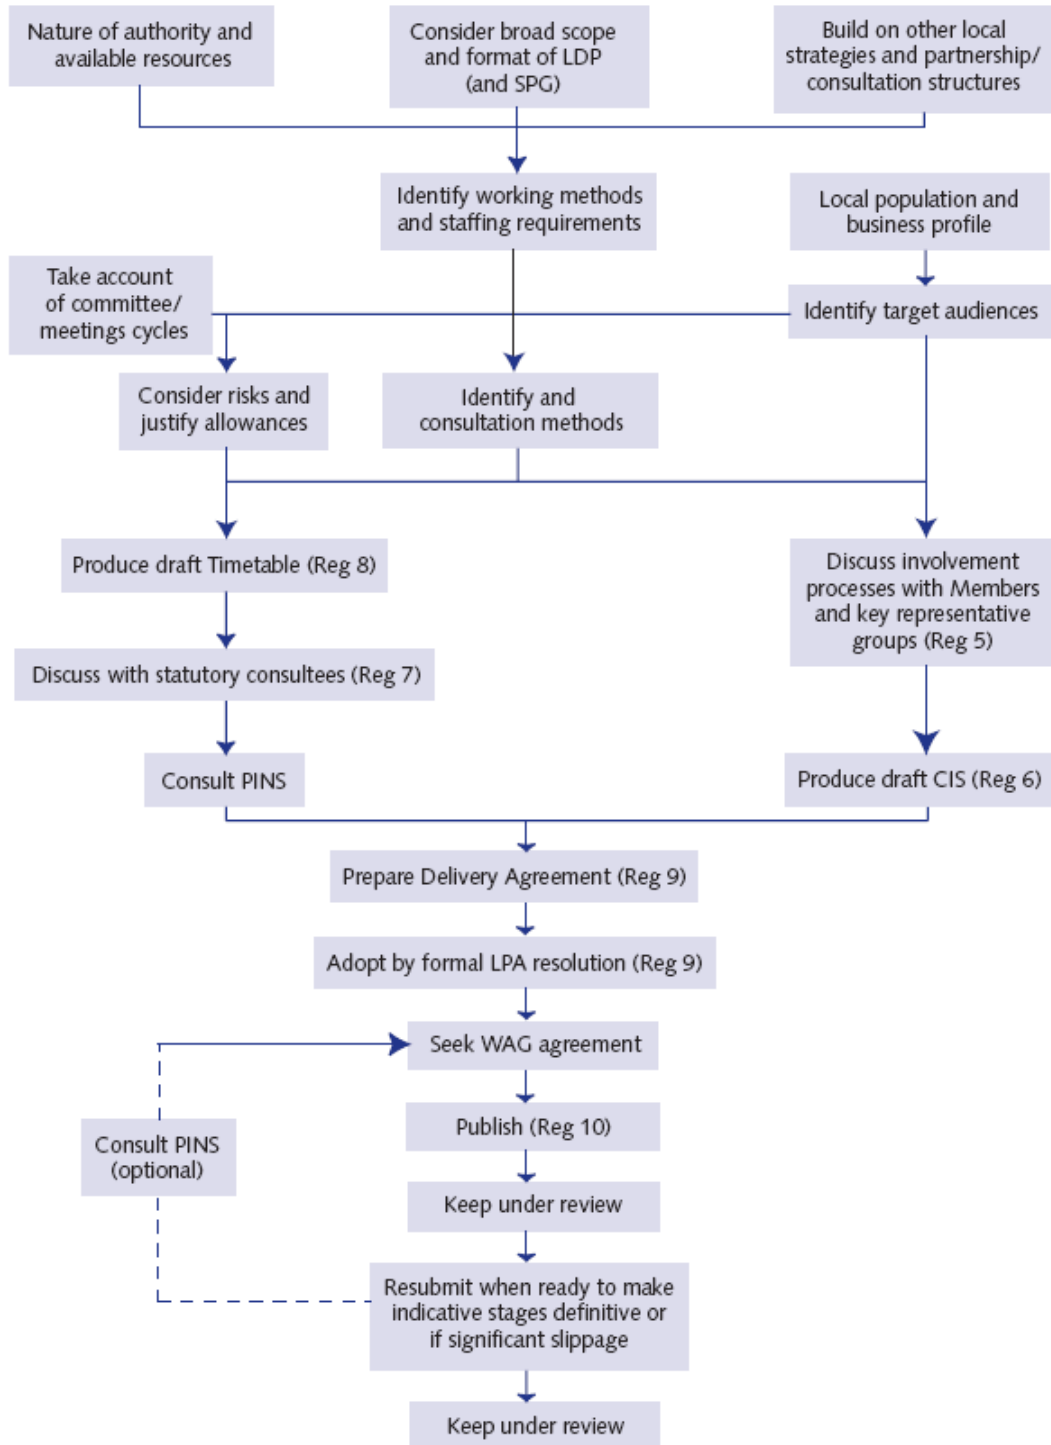 Nature of authority and
available resources
Consider broad scope
and format of LDP
(and SPG)
Build on other local
strategies and partnership/
consultation structures
Identify working methods
and staffing requirements
Local population and
business profile
Take account
of committee/
meetings cycles
Identify target audiences
Consider risks and
justify allowances
Identify and
consultation methods
Produce draft Timetable (Reg 8)
Discuss involvement
processes with Members
and key representative
groups (Reg 5)
Discuss with statutory consultees (Reg 7)
Consult PINS
Produce draft CIS (Reg 6)
Prepare Delivery Agreement (Reg 9)
Adopt by formal LPA resolution (Reg 9)
Seek WAG agreement
Publish (Reg 10)
Consult PINS
(optional)
Keep under review
Resubmit when ready to make
indicative stages definitive or
if significant slippage
Keep under review